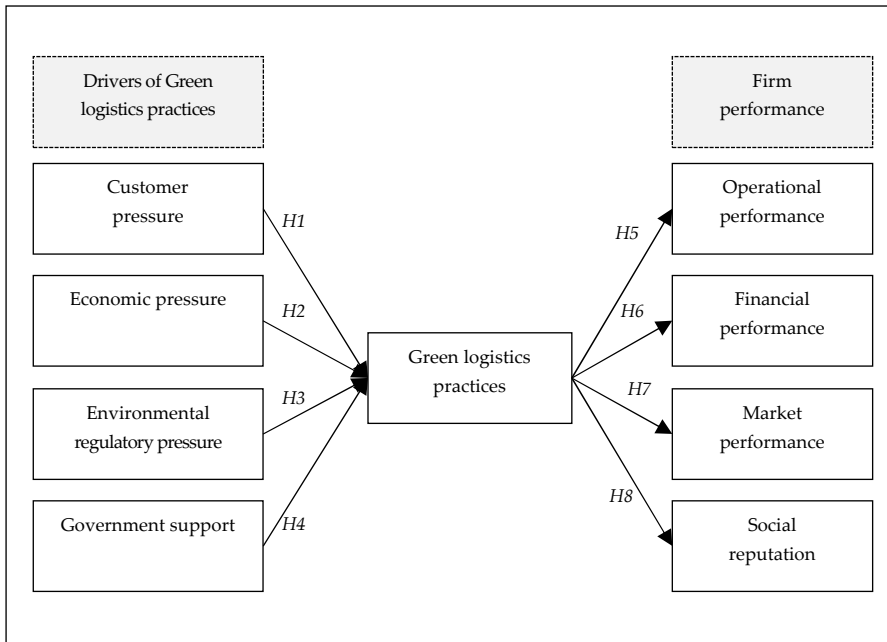 Drivers of Green
logistics practices
Customer
pressure
Economic pressure
Environmental
regulatory pressure
Government support
H1
H2
H3
H4
Green logistics
practices
H5
H6
H7
H8
Firm
performance
Operational
performance
Financial
performance
Market
performance
Social
reputation